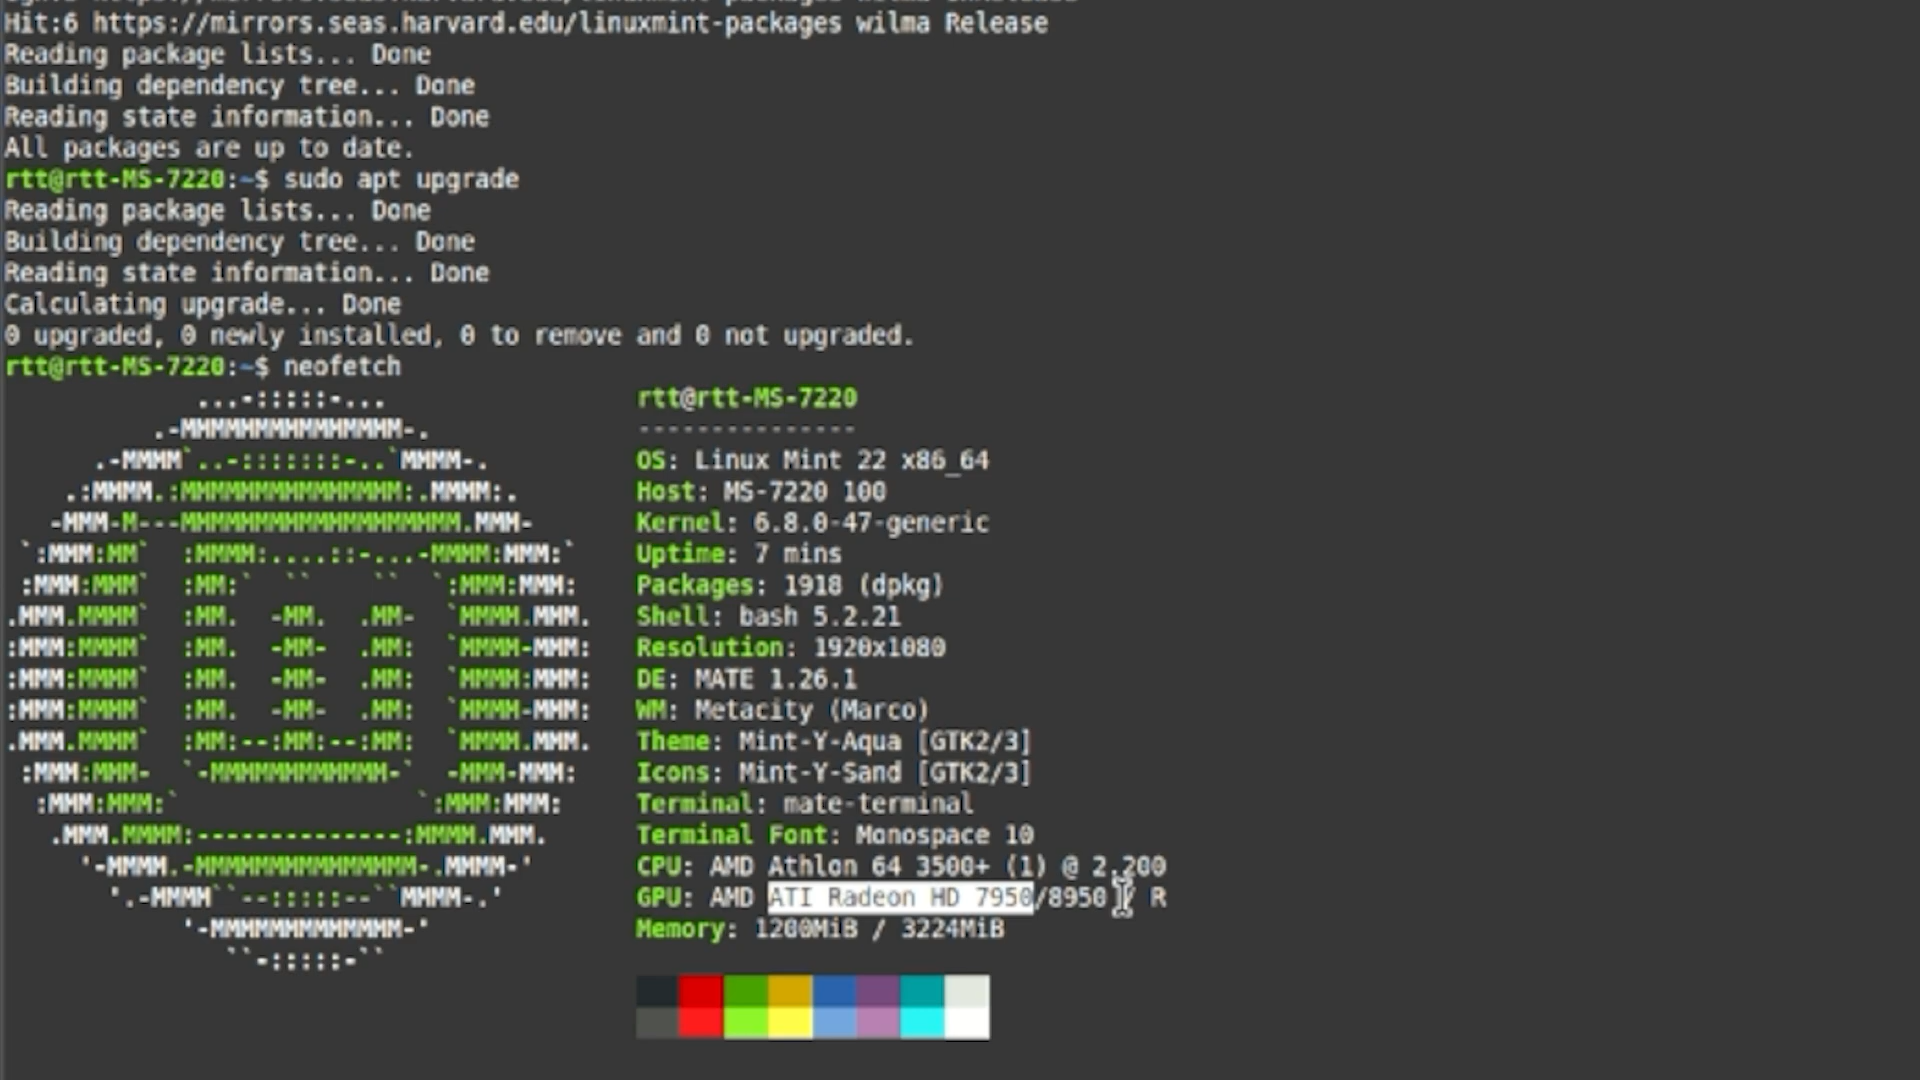 Hit:6 https://mirrors.seas.harvard.edu/linuxmint-packages wilma Release
Reading package lists... Done
Building dependency tree... Done
Reading state information... Done
All packages are up to date.
rtt@rtt-MS-7220:~$ sudo apt upgrade
Reading package lists... Done
Building dependency tree... Done
Reading state information... Done
Calculating upgrade... Done
0 upgraded, 0 newly installed, 0 to remove and 0 not upgraded.
rtt@rtt-MS-7220:~$ neofetch
rtt@rtt-MS-7220
---------------
OS: Linux Mint 22 x86_64
Host: MS-7220 100
Kernel: 6.8.0-47-generic
Uptime: 7 mins
Packages: 1918 (dpkg)
Shell: bash 5.2.21
Resolution: 1920x1080
DE: MATE 1.26.1
WM: Metacity (Marco)
Theme: Mint-Y-Aqua [GTK2/3]
Icons: Mint-Y-Sand [GTK2/3]
Terminal: mate-terminal
Terminal Font: Monospace 10
CPU: AMD Athlon 64 3500+ (1) @ 2.200
GPU: AMD ATI Radeon HD 7950/8950 / R
Memory: 1200MiB / 3224MiB